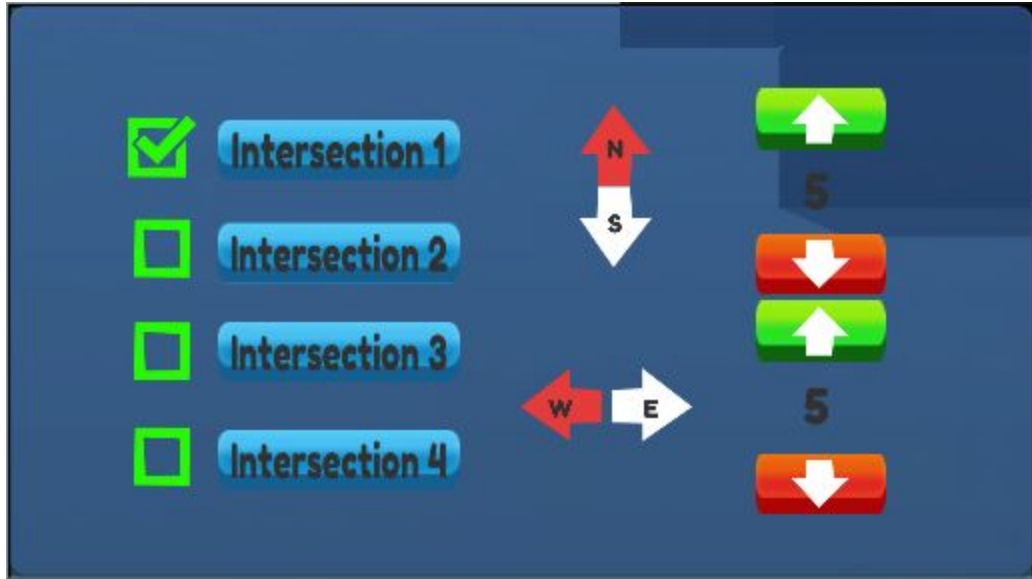 Intersection 1
N
5
S
Intersection 2
Intersection 3
W E
5
Intersection 4